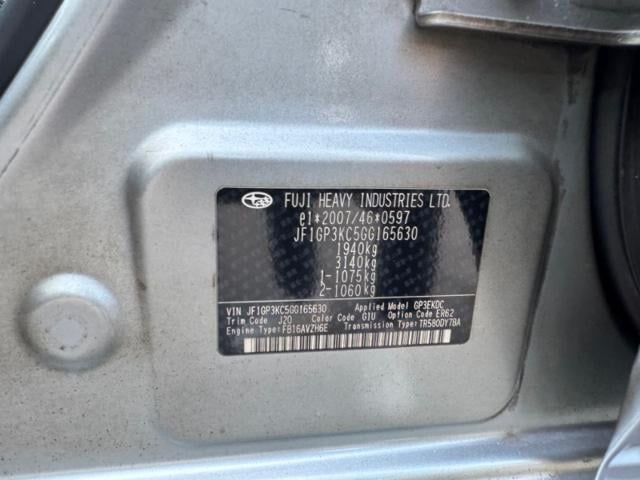 FUJI HEAVY INDUSTRIES LTD.
e1*2007/46*0597
JF1GP3KC5GG165630
1940kg
3140kg
1-1075kg
2-1060kg
VIN JF1GP3KC5GG165630 Applied Model GP3EKDC
Trim Code J20 Color Code G1U Option Code ER62
Engine Type:FB16AVZH6E Transmission Type:TR580DY7BA